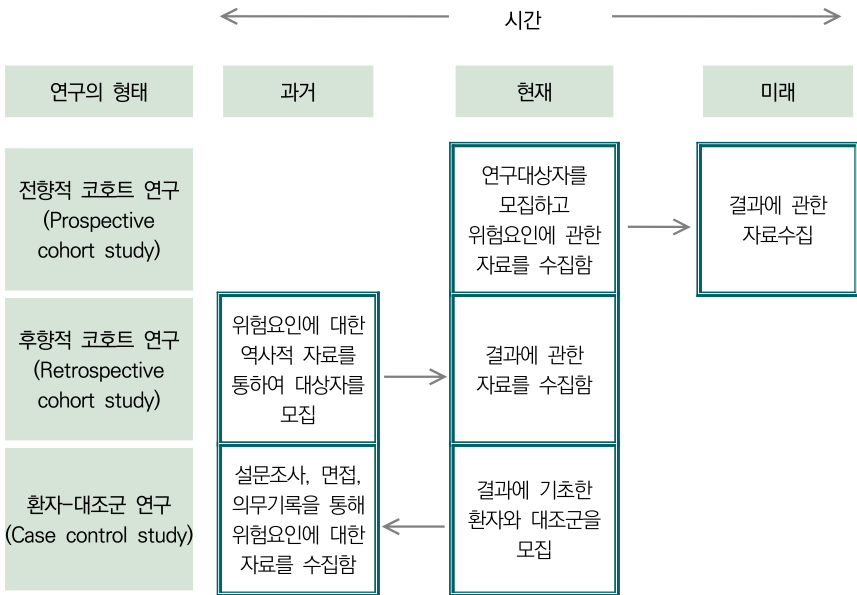 시간
연구의 형태
과거
현재
미래
전향적 코호트 연구
(Prospective
cohort study)
연구대상자를
모집하고
위험요인에 관한
자료를 수집함
결과에 관한
자료수집
후향적 코호트 연구
(Retrospective
cohort study)
위험요인에 대한
역사적 자료를
통하여 대상자를
모집
결과에 관한
자료를 수집함
환자-대조군 연구
(Case control study)
설문조사, 면접,
의무기록을 통해
위험요인에 대한
자료를 수집함
결과에 기초한
환자와 대조군을
모집